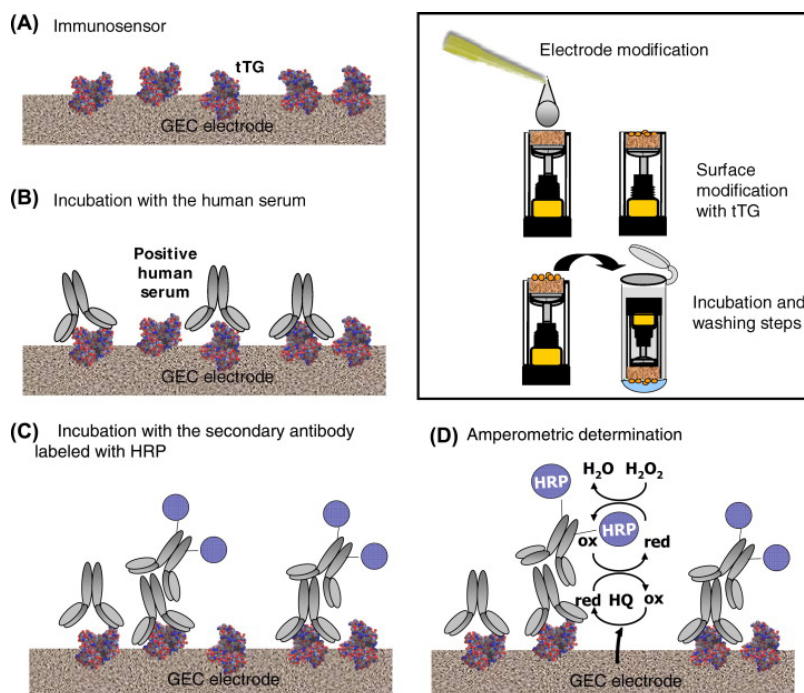 (A) Immunosensor
tTG
GEC electrode
(B) Incubation with the human serum
Positive
human
serum
GEC electrode
Electrode modification
Surface
modification
with tTG
Incubation and
washing steps
(C) Incubation with the secondary antibody
labeled with HRP
GEC electrode
(D) Amperometric determination
H₂O H₂O₂
HRP
HRP
ox red
red HQ ox
GEC electrode